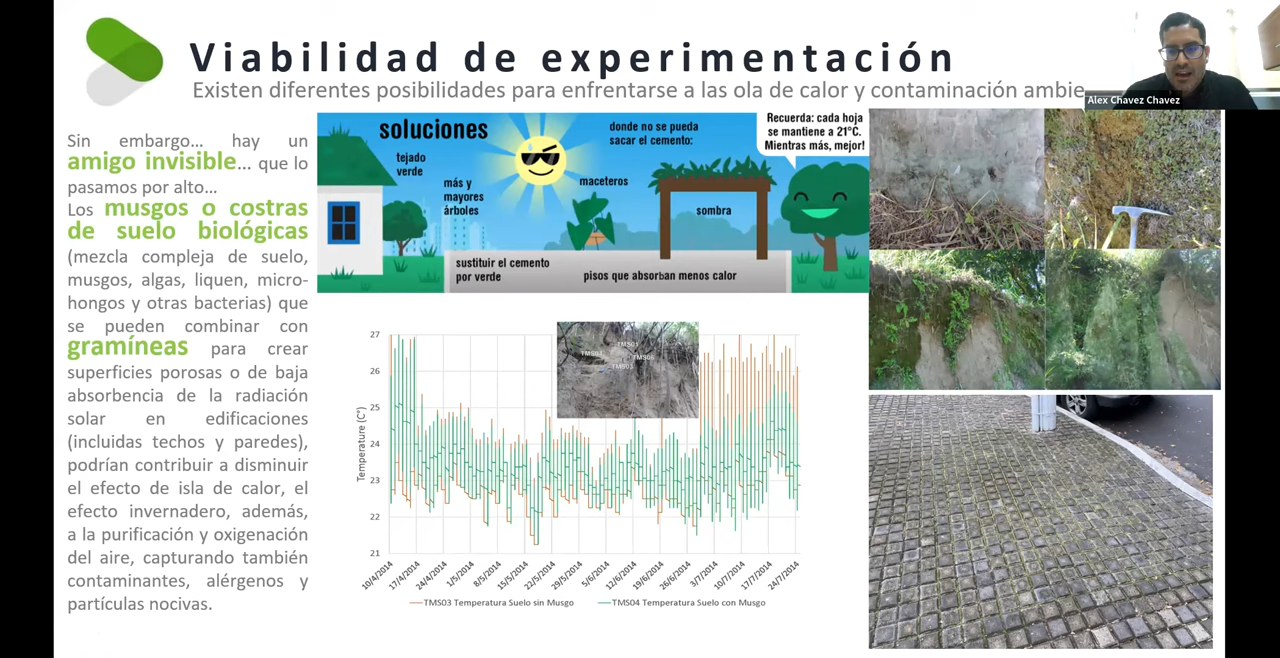 Viabilidad de experimentación
Existen diferentes posibilidades para enfrentarse a las ola de calor y contaminación ambie
Alex Chavez Chavez
Sin embargo... hay un
amigo invisible... que lo
pasamos por alto...
Los musgos o costras
de suelo biológicas
(mezcla compleja de suelo,
musgos, algas, liquen, micro-
hongos y otras bacterias) que
se pueden combinar con
gramíneas para crear
superficies porosas o de baja
absorbencia de la radiación
solar en edificaciones
(incluidas techos y paredes),
podrían contribuir a disminuir
el efecto de isla de calor, el
efecto invernadero, además,
a la purificación y oxigenación
del aire, capturando también
contaminantes, alérgenos y
partículas nocivas.
soluciones
tejado
verde
más y
mayores
árboles
donde no se pueda
sacar el cemento:
maceteros
sombra
Recuerda: cada hoja
se mantiene a 21°C.
Mientras más, mejor!
sustituir el cemento
por verde
pisos que absorban menos calor
Temperature (C°)
27
26
25
24
23
22
21
TMS03
10/4/2014
17/4/2014
24/4/2014
1/5/2014
8/5/2014
15/5/2014
22/5/2014
29/5/2014
5/6/2014
12/6/2014
19/6/2014
26/6/2014
3/7/2014
10/7/2014
17/7/2014
24/7/2014
TMS03 Temperatura Suelo sin Musgo
TMS04 Temperatura Suelo con Musgo